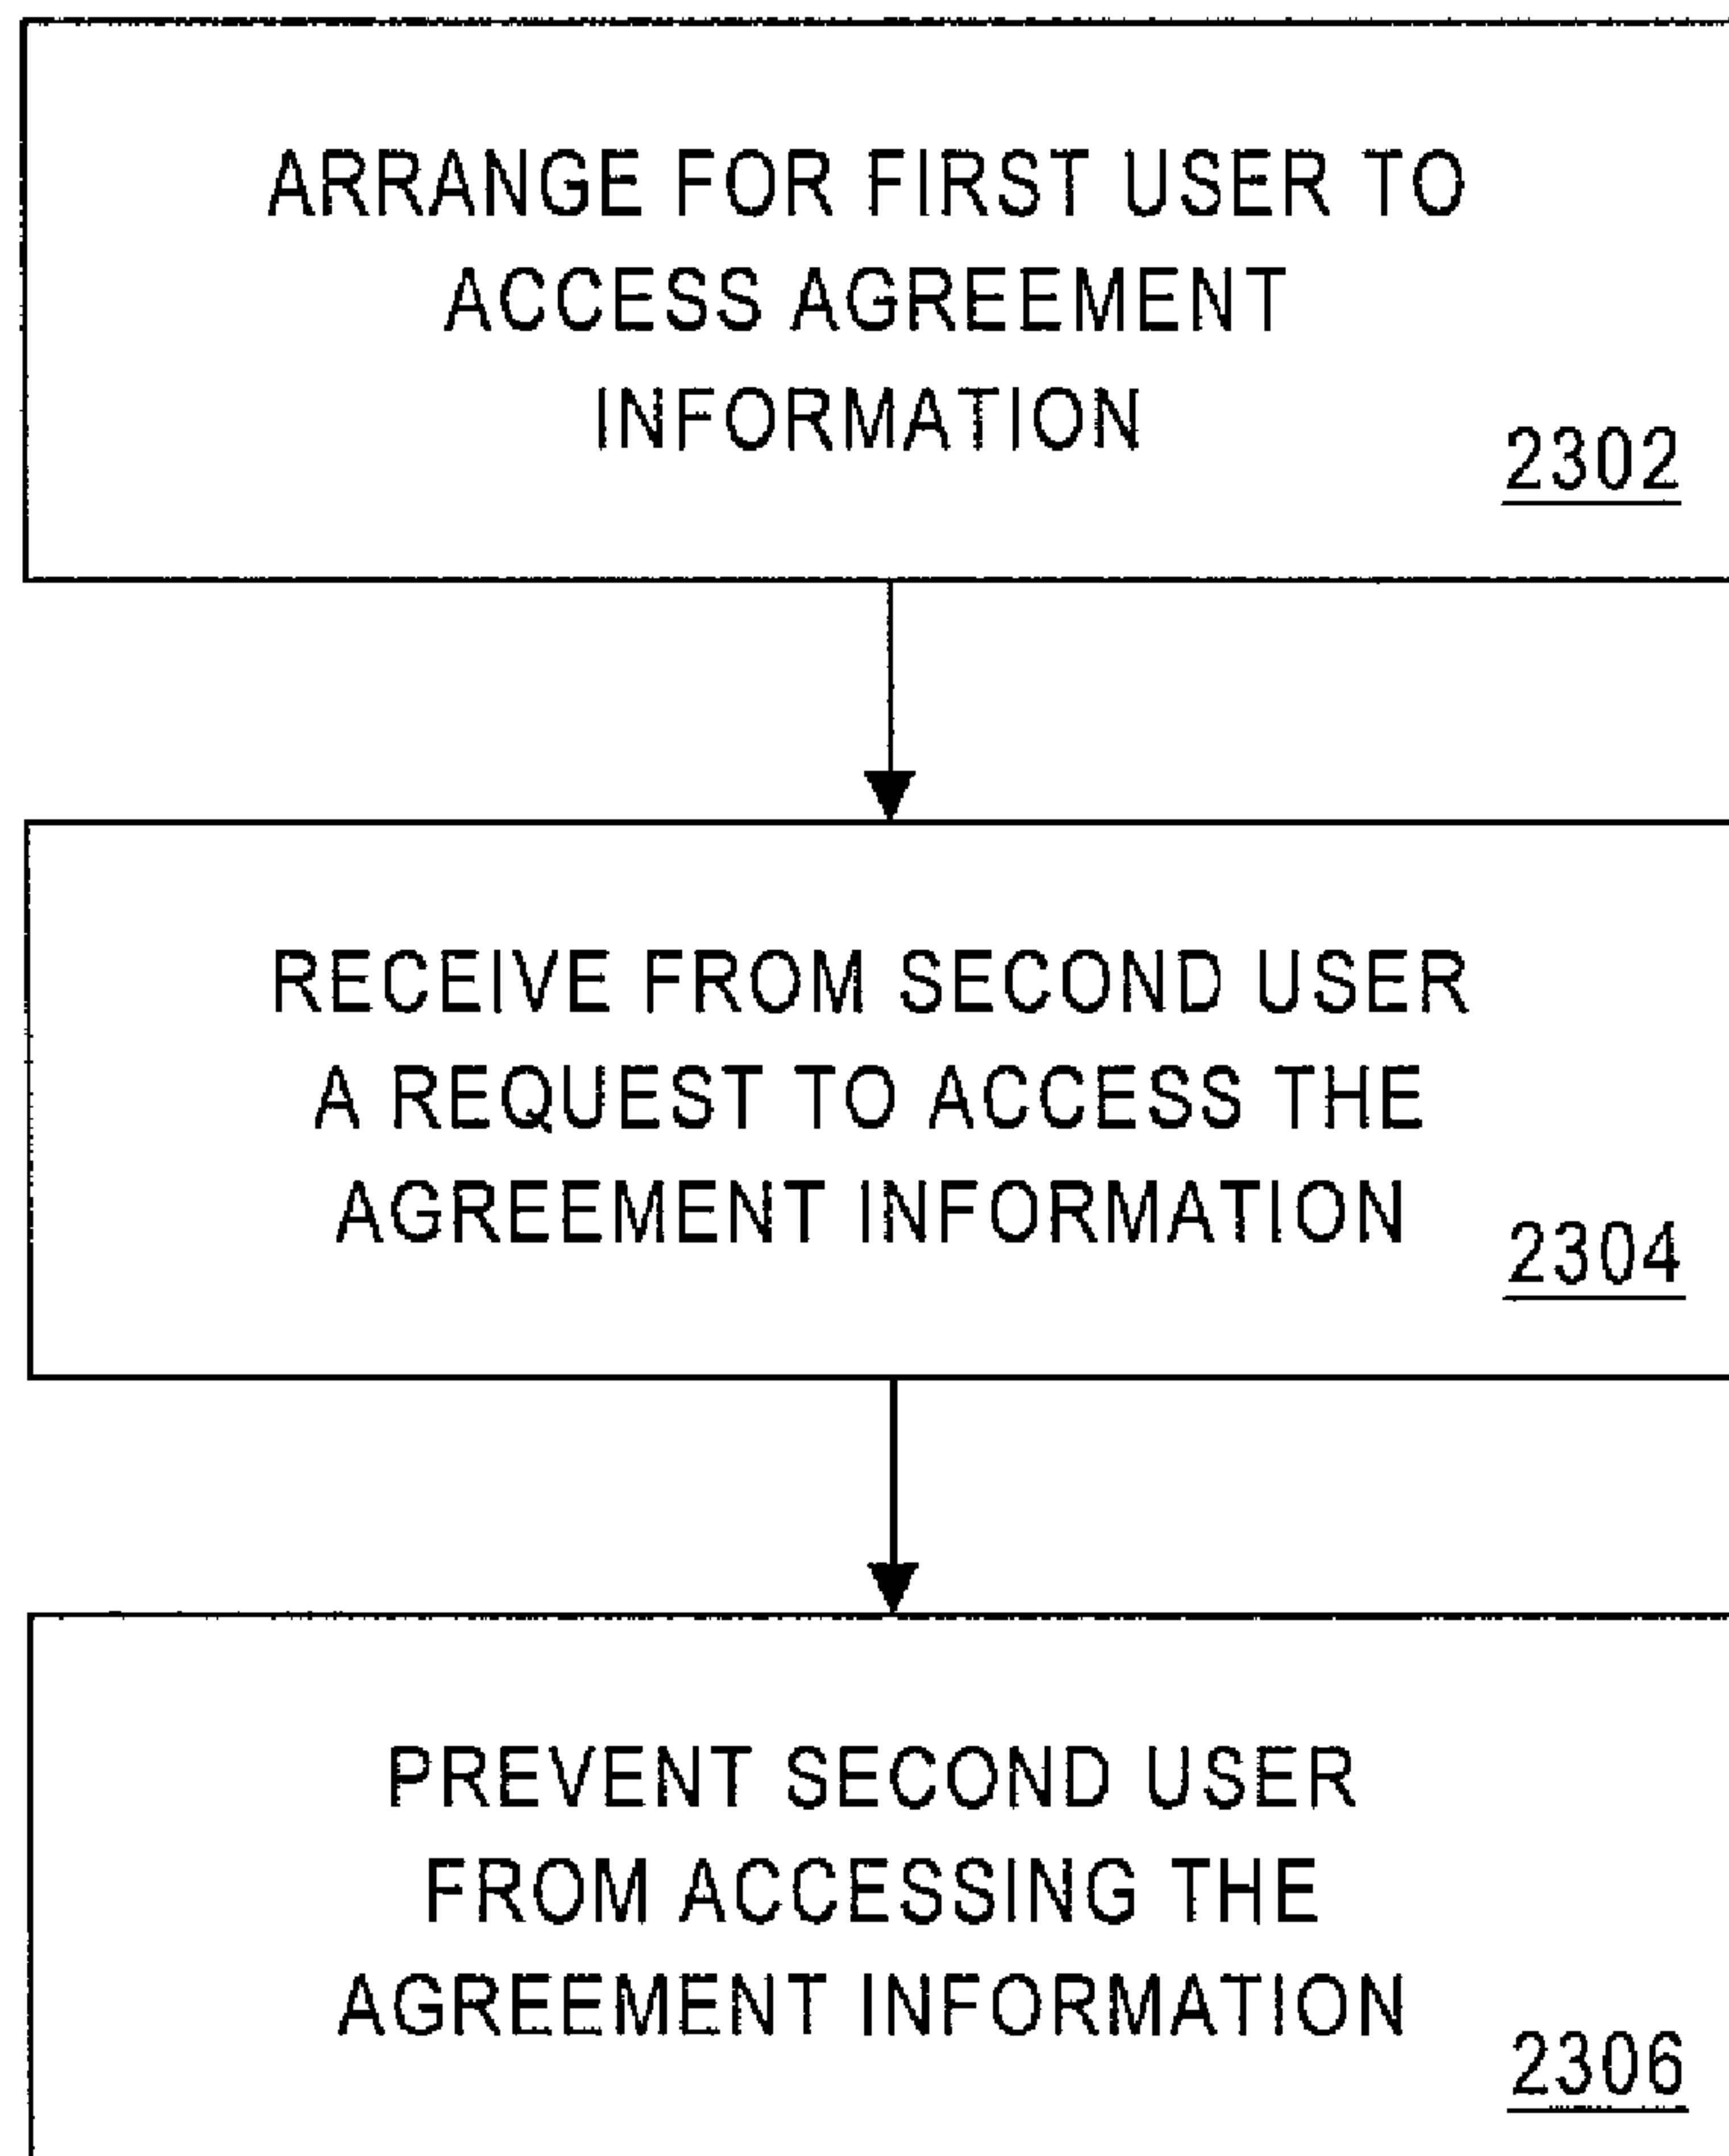 ARRANGE FOR FIRST USER TO
ACCESS AGREEMENT
INFORMATION
2302
RECEIVE FROM SECOND USER
A REQUEST TO ACCESS THE
AGREEMENT INFORMATION
2304
PREVENT SECOND USER
FROM ACCESSING THE
AGREEMENT INFORMATION
2306